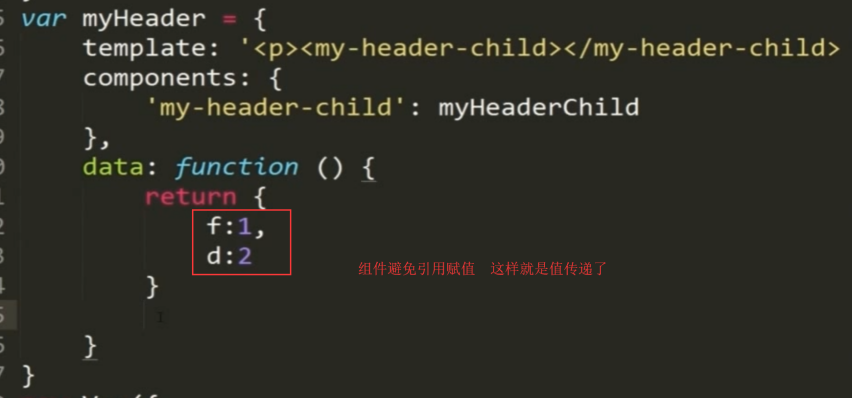 var myHeader = {
template: '<p><my-header-child></my-header-child>
components: {
'my-header-child': myHeaderChild
},
data: function () {
return {
f:1,
d:2
组件避免引用赋值 这样就是值传递了
}
}
}